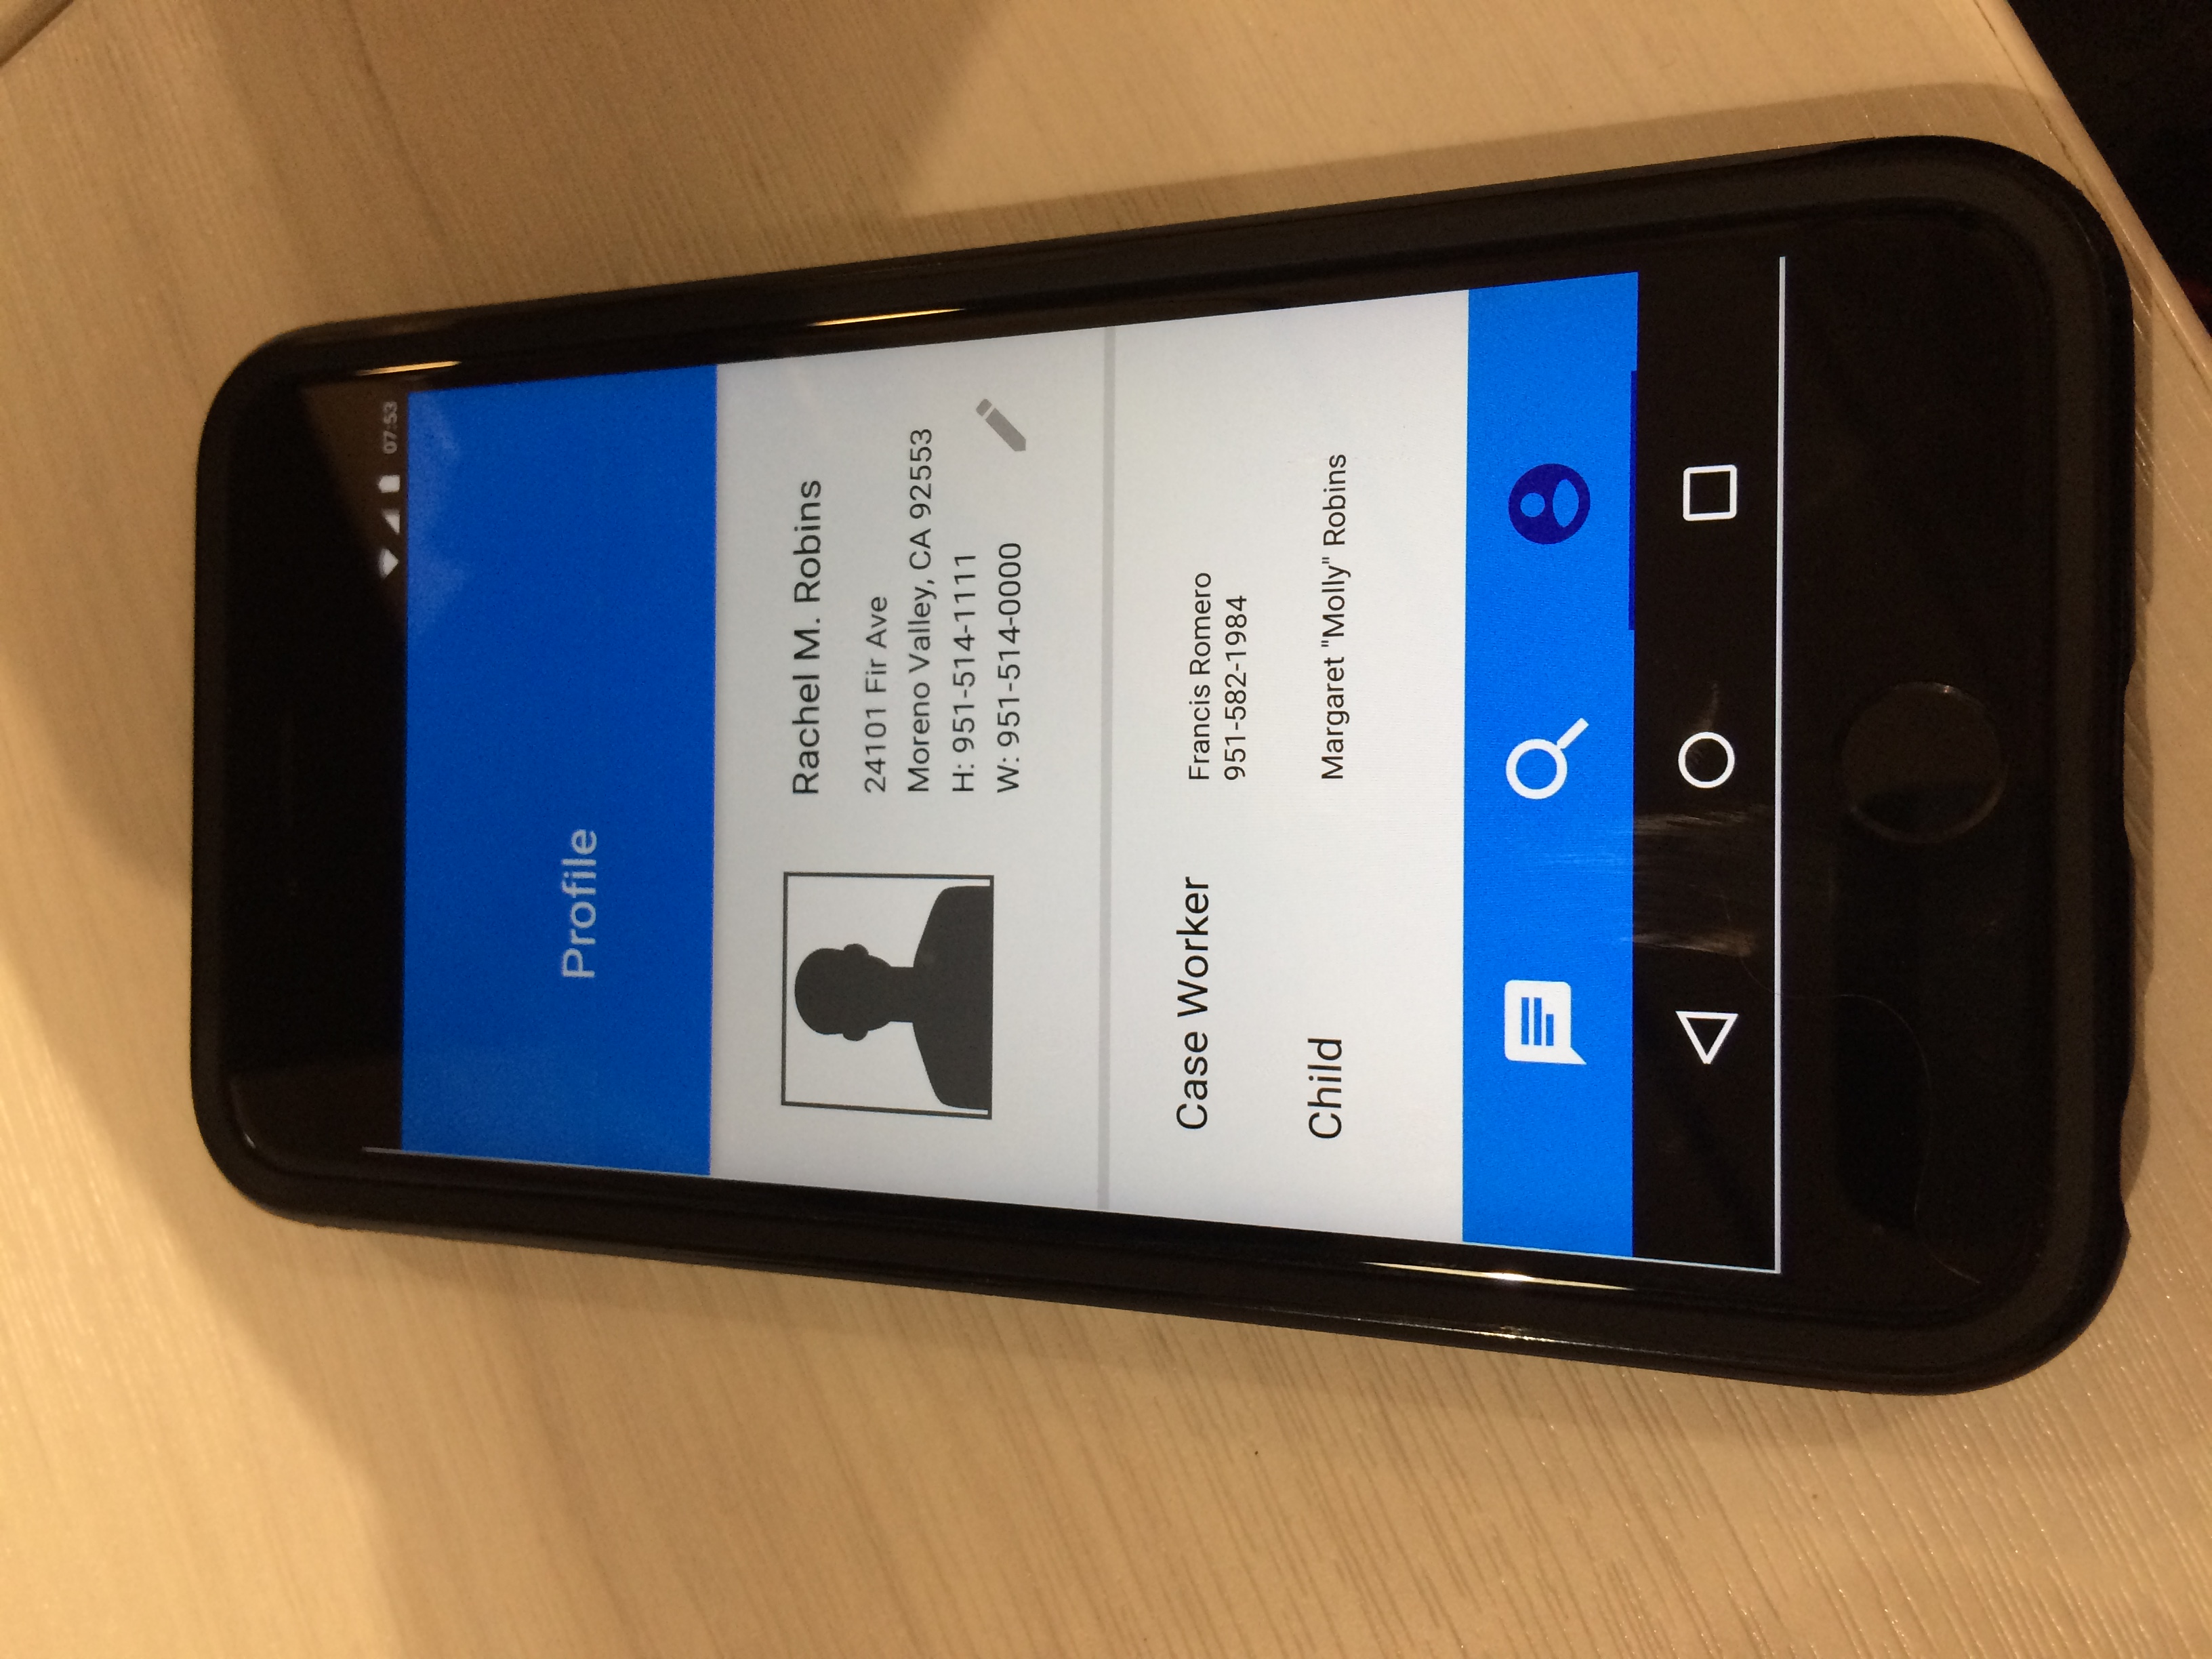 07:53
Profile
Rachel M. Robins
24101 Fir Ave
Moreno Valley, CA 92553
H: 951-514-1111
W: 951-514-0000
Case Worker
Francis Romero
951-582-1984
Child
Margaret "Molly" Robins